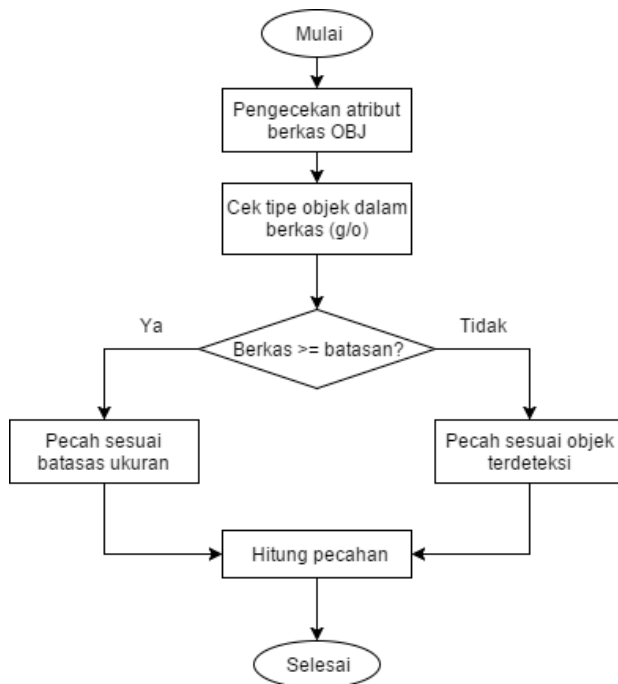 Mulai
Pengecekan atribut
berkas OBJ
Cek tipe objek dalam
berkas (g/o)
Ya
Tidak
Berkas >= batasan?
Pecah sesuai
batasas ukuran
Pecah sesuai objek
terdeteksi
Hitung pecahan
Selesai